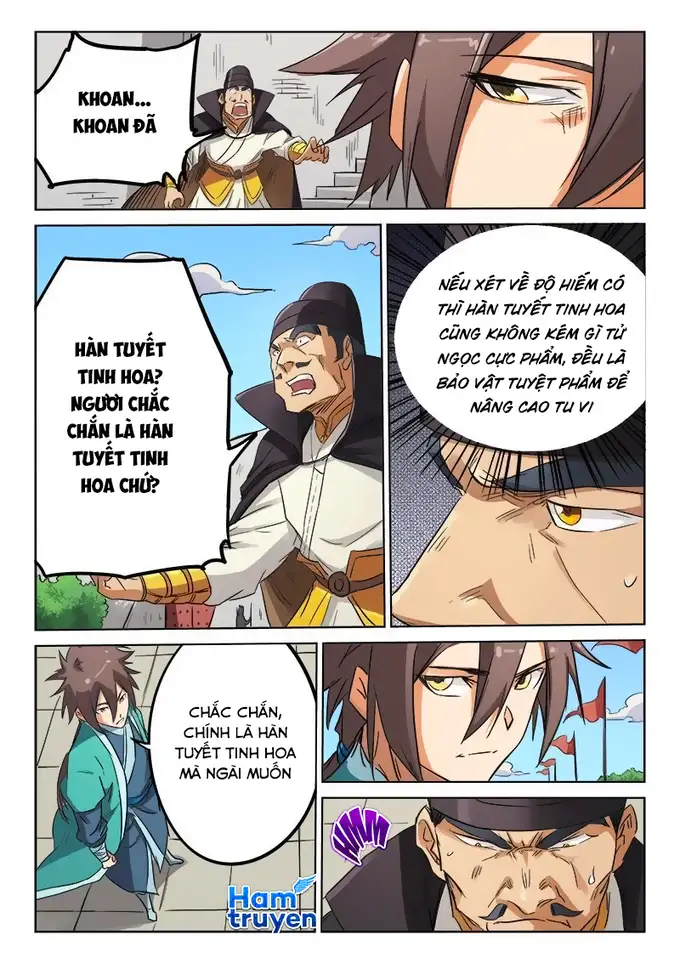 KHOAN...
KHOAN ĐÃ
HÀN TUYẾT
TINH HOA?
NGƯƠI CHẮC
CHẮN LÀ HÀN
TUYẾT TINH
HOA CHỨ?
NẾU XÉT VỀ ĐỘ HIẾM CÓ
THÌ HÀN TUYẾT TINH HOA
CŨNG KHÔNG KÉM GÌ TỬ
NGỌC CỰC PHẨM, ĐỀU LÀ
BẢO VẬT TUYỆT PHẨM ĐỂ
NÂNG CAO TU VI
CHẮC CHẮN,
CHÍNH LÀ HÀN
TUYẾT TINH HOA
MÀ NGÀI MUỐN
HMM
Ham
truyen